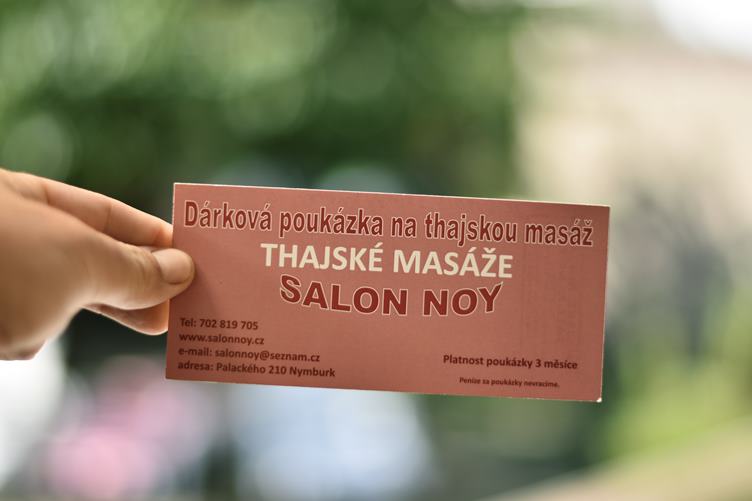 Dárková poukázka na thajskou masáž
THAJSKÉ MASÁŽE
SALON NOY
Tel: 702 819 705
www.salonnoy.cz
e-mail: salonnoy@seznam.cz
adresa: Palackého 210 Nymburk
Platnost poukázky 3 měsíce
Peníze za poukázky nevracíme.